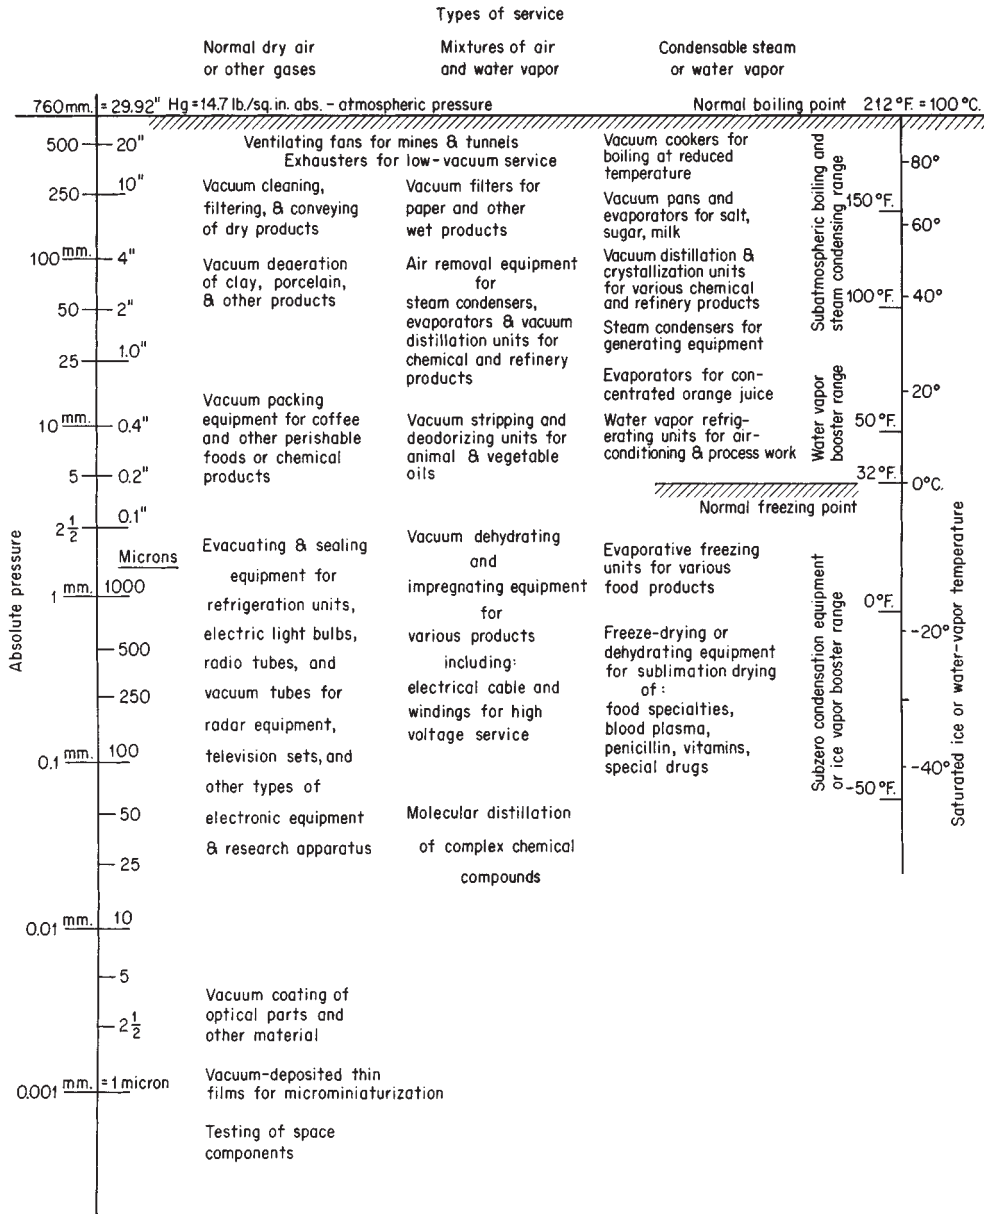 Types of service
Normal dry air
or other gases
Mixtures of air
and water vapor
Condensable steam
or water vapor
760 mm. = 29.92" Hg = 14.7 lb./sq. in. abs. – atmospheric pressure
Normal boiling point 212 °F. = 100 °C.
Absolute pressure
500 20"
250 10"
100 mm. 4"
50 2"
25 1.0"
10 mm. 0.4"
5 0.2"
2 1/2 0.1"
Microns
1 mm. 1000
500
250
0.1 mm. 100
50
25
0.01 mm. 10
5
2 1/2
0.001 mm. = 1 micron
Ventilating fans for mines & tunnels
Exhausters for low-vacuum service
Vacuum cleaning,
filtering, & conveying
of dry products
Vacuum deaeration
of clay, porcelain,
& other products
Vacuum packing
equipment for coffee
and other perishable
foods or chemical
products
Evacuating & sealing
equipment for
refrigeration units,
electric light bulbs,
radio tubes, and
vacuum tubes for
radar equipment,
television sets, and
other types of
electronic equipment
& research apparatus
Vacuum coating of
optical parts and
other material
Vacuum-deposited thin
films for microminiaturization
Testing of space
components
Vacuum filters for
paper and other
wet products
Air removal equipment
for
steam condensers,
evaporators & vacuum
distillation units for
chemical and refinery
products
Vacuum stripping and
deodorizing units for
animal & vegetable
oils
Vacuum dehydrating
and
impregnating equipment
for
various products
including:
electrical cable and
windings for high
voltage service
Molecular distillation
of complex chemical
compounds
Vacuum cookers for
boiling at reduced
temperature
Vacuum pans and
evaporators for salt,
sugar, milk
Vacuum distillation &
crystallization units
for various chemical
and refinery products
Steam condensers for
generating equipment
Evaporators for con-
centrated orange juice
Water vapor refrig-
erating units for air-
conditioning & process work
Normal freezing point
Evaporative freezing
units for various
food products
Freeze-drying or
dehydrating equipment
for sublimation drying
of:
food specialties,
blood plasma,
penicillin, vitamins,
special drugs
Subatmospheric boiling and
steam condensing range
Water vapor
booster range
Subzero condensation equipment
or ice vapor booster range
80°
150 °F.
60°
100 °F.
40°
20°
50 °F.
32 °F.
0 °C.
0 °F.
-20°
-40°
-50 °F.
Saturated ice or water-vapor temperature